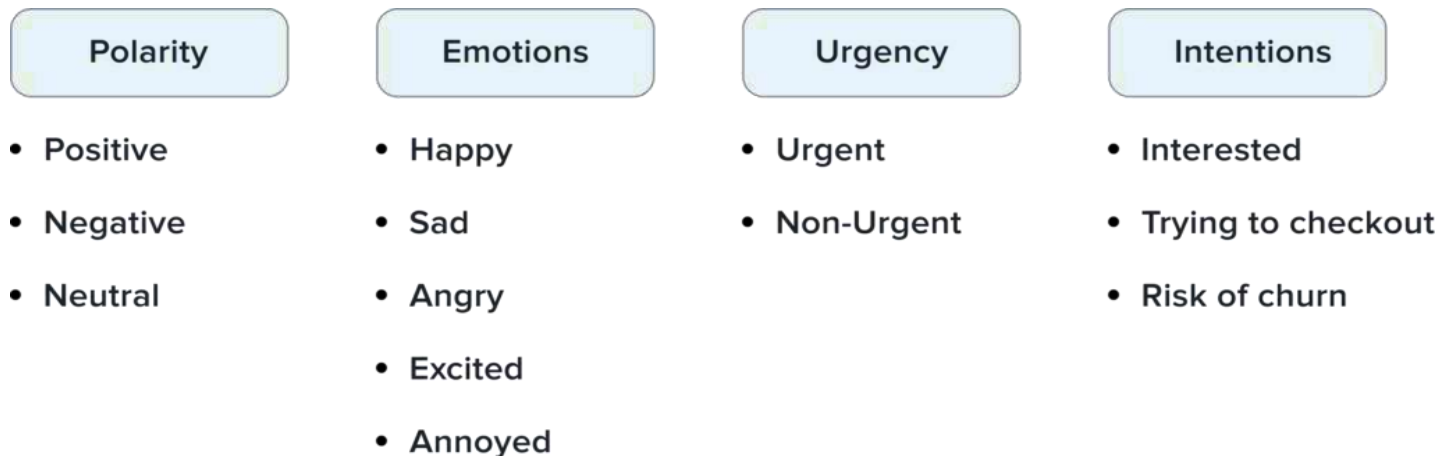 Polarity
• Positive
• Negative
• Neutral
Emotions
• Happy
• Sad
• Angry
• Excited
• Annoyed
Urgency
• Urgent
• Non-Urgent
Intentions
• Interested
• Trying to checkout
• Risk of churn